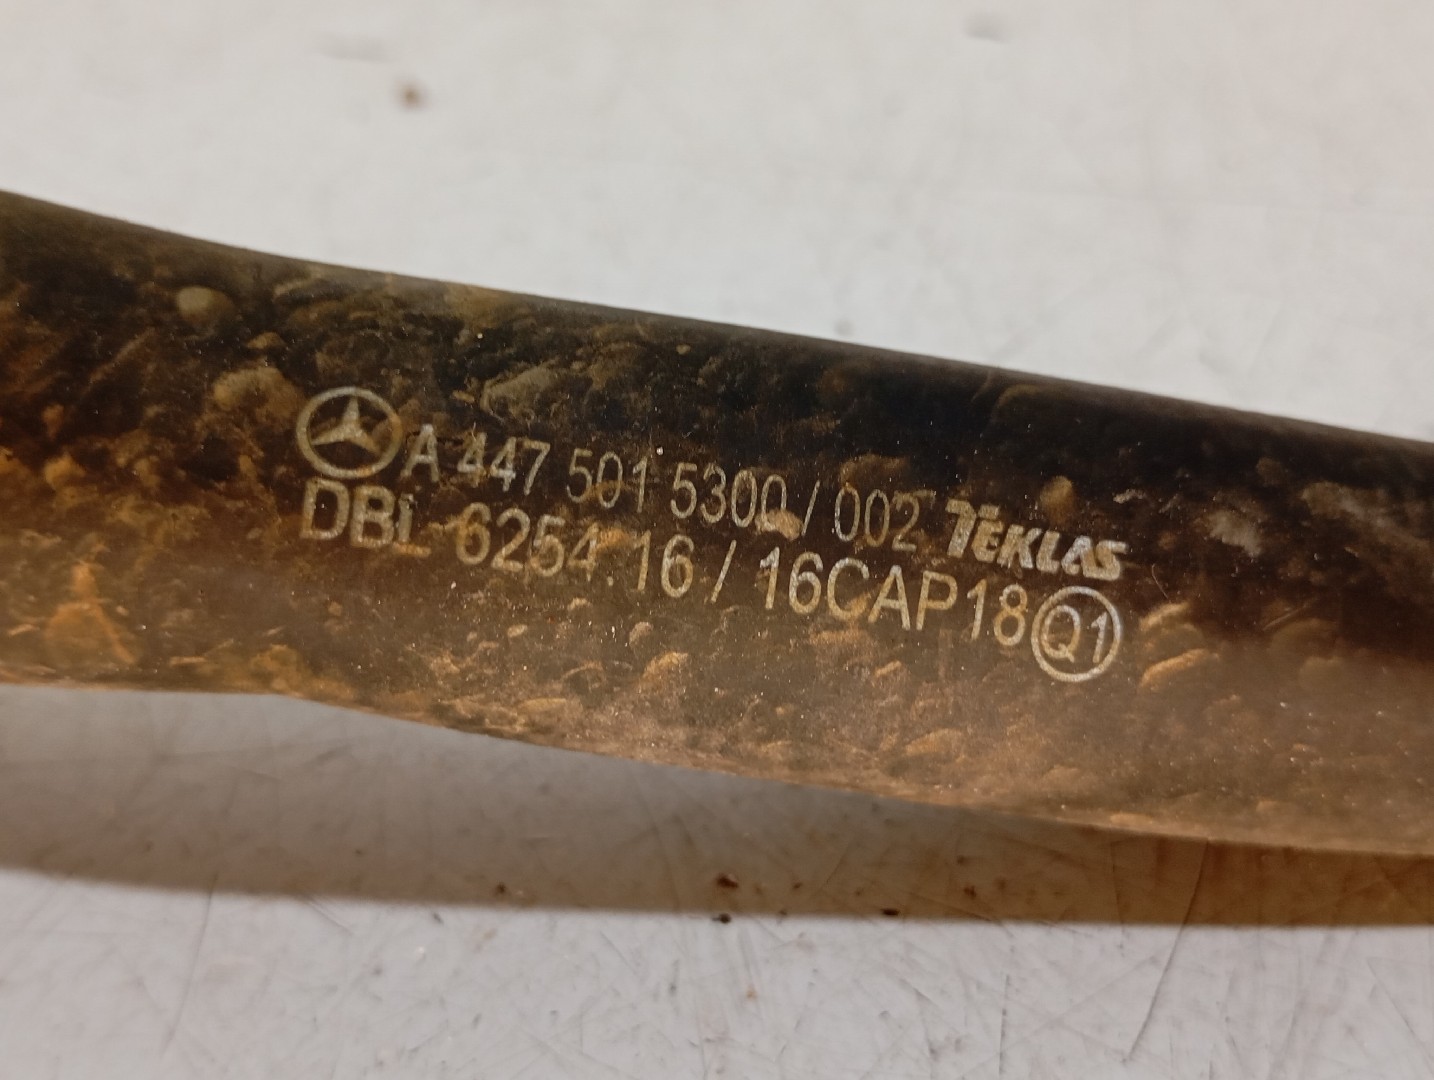 A 447 501 5300 / 002 TEKLAS
DBL 6254.16 / 16CAP18 Q1